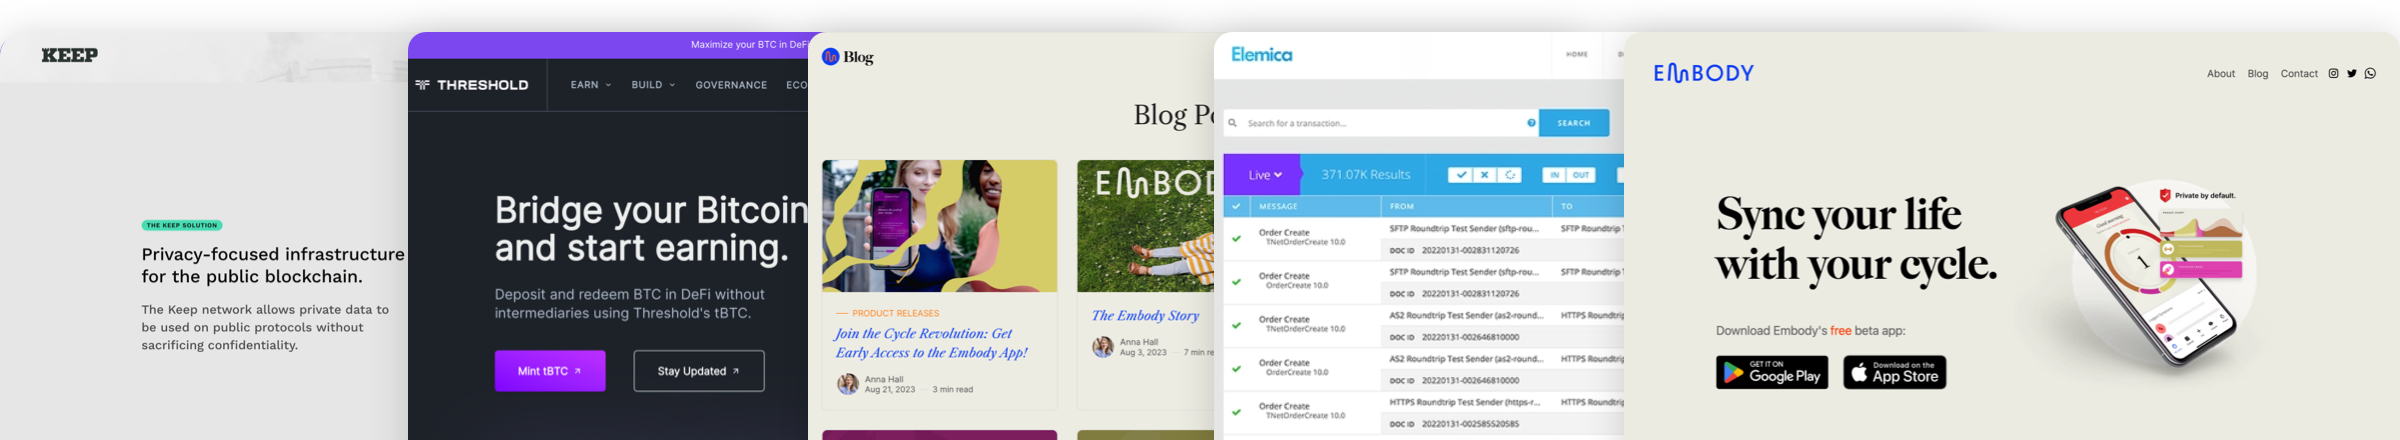 KEEP
THE KEEP SOLUTION
Privacy-focused infrastructure
for the public blockchain.
The Keep network allows private data to
be used on public protocols without
sacrificing confidentiality.
Maximize your BTC in DeFi
THRESHOLD
EARN
BUILD
GOVERNANCE
ECO
Bridge your Bitcoin
and start earning.
Deposit and redeem BTC in DeFi without
intermediaries using Threshold's tBTC.
Mint tBTC
Stay Updated
Blog
Blog Po
PRODUCT RELEASES
Join the Cycle Revolution: Get
Early Access to the Embody App!
Anna Hall
Aug 21, 2023 — 3 min read
EMBOD
The Embody Story
Anna Hall
Aug 3, 2023 — 7 min re
Elemica
HOME
Search for a transaction...
SEARCH
Live
371.07K Results
IN OUT
MESSAGE FROM TO
Order Create SFTP Roundtrip Test Sender (sftp-rou... SFTP Roundtri
TNetOrderCreate 10.0
DOC ID 20220131-002831120726
Order Create SFTP Roundtrip Test Sender (sftp-rou... SFTP Roundtri
OrderCreate 10.0
DOC ID 20220131-002831120726
Order Create AS2 Roundtrip Test Sender (as2-round... HTTPS Roundtri
TNetOrderCreate 10.0
DOC ID 20220131-002646810000
Order Create AS2 Roundtrip Test Sender (as2-round... HTTPS Roundtri
OrderCreate 10.0
DOC ID 20220131-002646810000
Order Create HTTPS Roundtrip Test Sender (https-r... HTTPS Roundtri
TNetOrderCreate 10.0
DOC ID 20220131-002585520585
EMBODY
About Blog Contact
Sync your life
with your cycle.
Download Embody's free beta app:
GET IT ON
Google Play
Download on the
App Store
Private by default.
Good morning
1